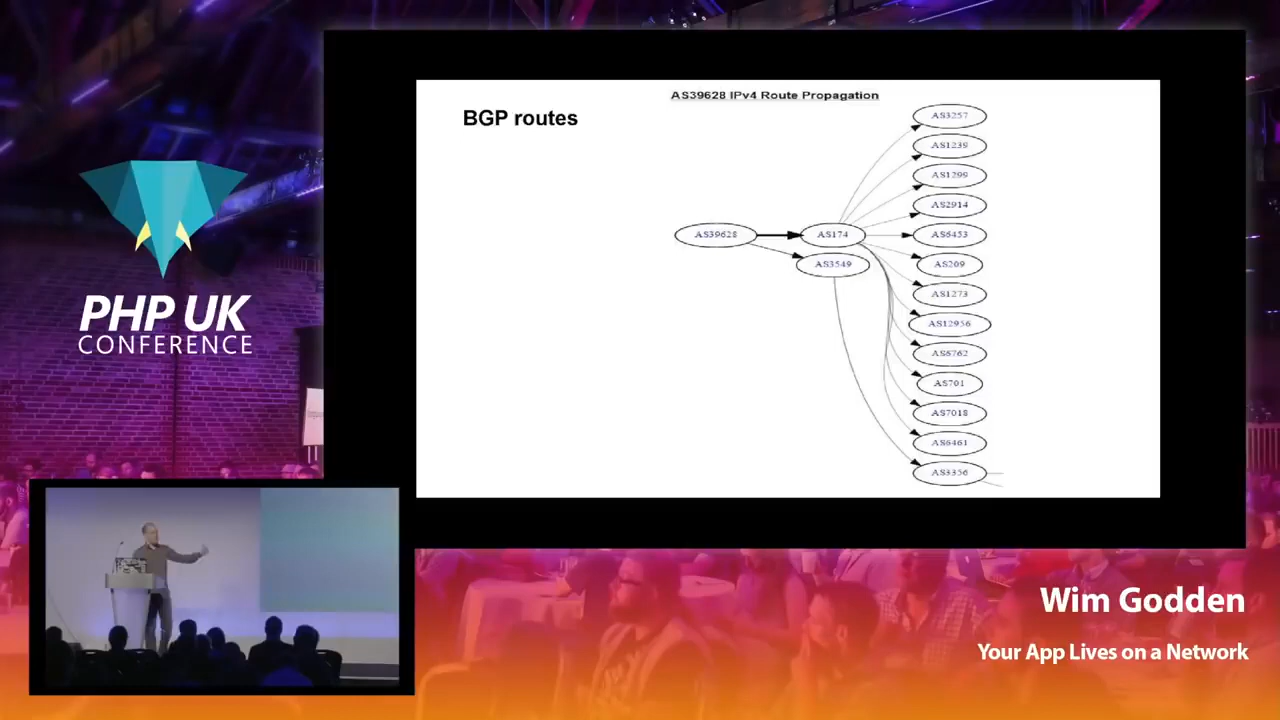 AS39628 IPv4 Route Propagation
BGP routes
AS3257
AS1239
AS1299
AS2914
AS39628
AS174
AS6453
AS3549
AS209
AS1273
AS12956
AS6762
AS701
AS7018
AS6461
AS3356
PHP UK
CONFERENCE
Wim Godden
Your App Lives on a Network